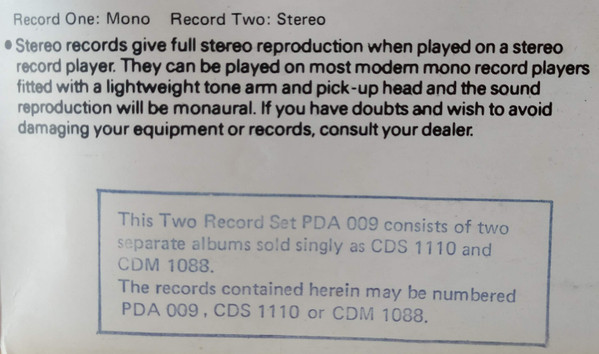 Record One: Mono Record Two: Stereo
• Stereo records give full stereo reproduction when played on a stereo
record player. They can be played on most modern mono record players
fitted with a lightweight tone arm and pick-up head and the sound
reproduction will be monaural. If you have doubts and wish to avoid
damaging your equipment or records, consult your dealer.
This Two Record Set PDA 009 consists of two
separate albums sold singly as CDS 1110 and
CDM 1088.
The records contained herein may be numbered
PDA 009, CDS 1110 or CDM 1088.